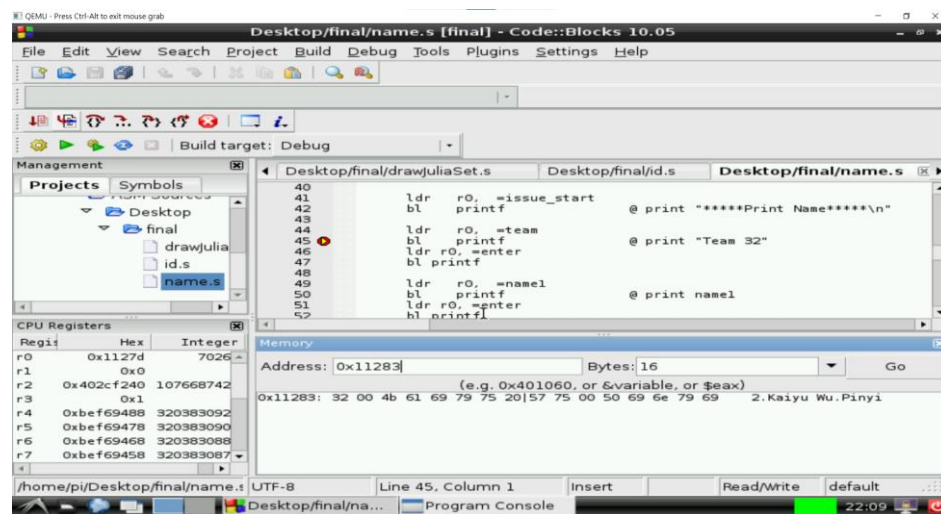 QEMU - Press Ctrl-Alt to exit mouse grab
Desktop/final/name.s [final] - Code::Blocks 10.05
File Edit View Search Project Build Debug Tools Plugins Settings Help
Build target: Debug
Management
Projects Symbols
ASM Sources
Desktop
final
drawJulia
id.s
name.s
Desktop/final/drawJuliaSet.s Desktop/final/id.s Desktop/final/name.s
40
41 ldr r0, =issue_start
42 bl printf @ print "*****Print Name*****\n"
43
44 ldr r0, =team
45 bl printf @ print "Team 32"
46 ldr r0, =enter
47 bl printf
48
49 ldr r0, =name1
50 bl printf @ print name1
51 ldr r0, =enter
52 bl printf
CPU Registers
Regis Hex Integer
r0 0x1127d 7026
r1 0x0
r2 0x402cf240 107668742
r3 0x1
r4 0xbef69488 320383092
r5 0xbef69478 320383090
r6 0xbef69468 320383088
r7 0xbef69458 320383087
Memory
Address: 0x11283 Bytes: 16 Go
(e.g. 0x401060, or &variable, or $eax)
0x11283: 32 00 4b 61 69 79 75 20|57 75 00 50 69 6e 79 69 2.Kaiyu Wu.Pinyi
/home/pi/Desktop/final/name.s UTF-8 Line 45, Column 1 Insert Read/Write default
Desktop/final/na... Program Console 22:09